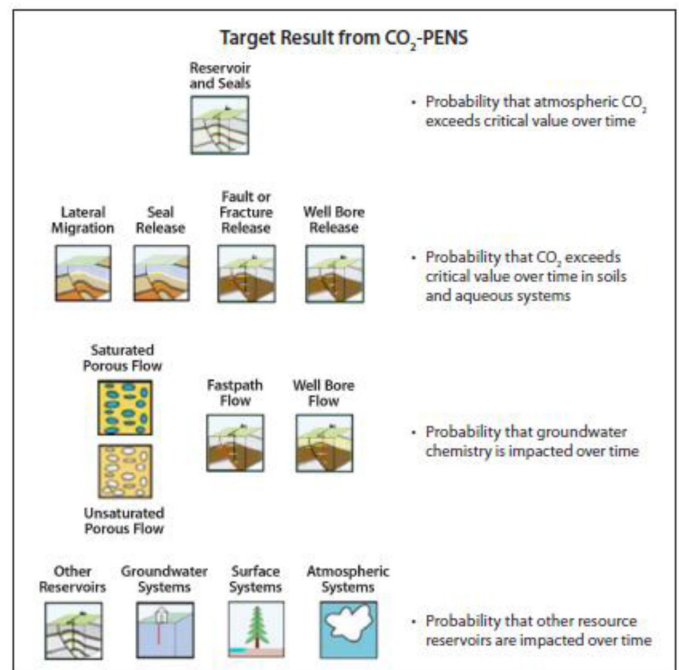 Target Result from CO₂-PENS
Reservoir
and Seals
• Probability that atmospheric CO₂
exceeds critical value over time
Lateral
Migration
Seal
Release
Fault or
Fracture
Release
Well Bore
Release
• Probability that CO₂ exceeds
critical value over time in soils
and aqueous systems
Saturated
Porous Flow
Fastpath
Flow
Well Bore
Flow
• Probability that groundwater
chemistry is impacted over time
Unsaturated
Porous Flow
Other
Reservoirs
Groundwater
Systems
Surface
Systems
Atmospheric
Systems
• Probability that other resource
reservoirs are impacted over time